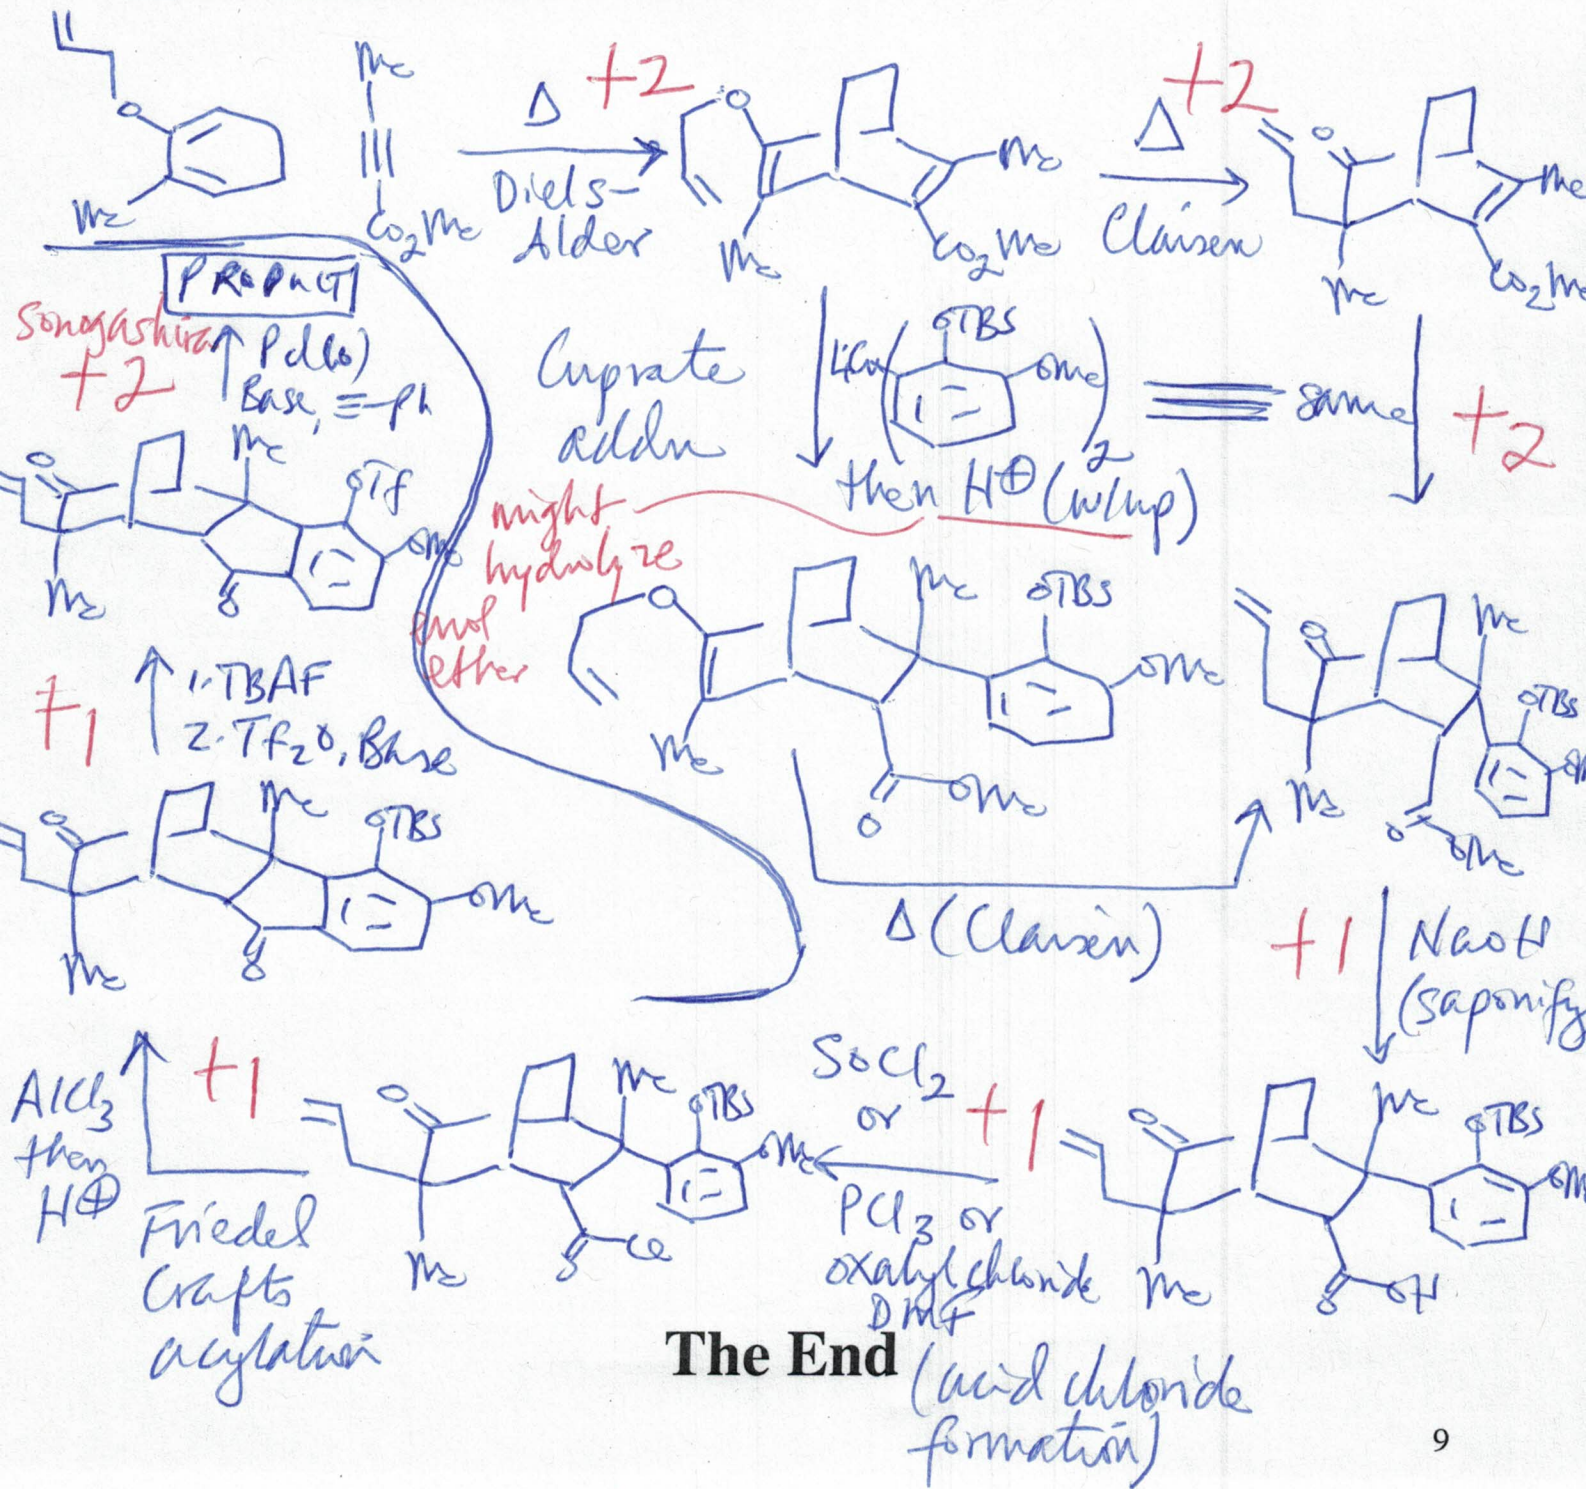 Me
Δ +2
Δ +2
O
O
O
Me
Me
Me
Diels-
Alder
Claisen
CO2Me
Me
CO2Me
Me
CO2Me
PRODUCT
Sonogashira
+2
Pd(0)
Base, ≡-Ph
Cuprate
addn
LiCu
OTBS
OMe
2
same
+2
then H⊕ (w/up)
might
hydrolyze
enol
ether
O
Me
OTf
OMe
Me
O
O
Me
OTBS
OMe
Me
O
OMe
O
Me
OTBS
Me
O
OMe
+1
1. TBAF
2. Tf2O, Base
O
Me
OTBS
OMe
Me
O
Δ (Claisen)
+1
NaOH
(saponify
AlCl3
then
H⊕
+1
Friedel
Crafts
acylation
O
Me
OTBS
OMe
Me
O
Cl
SOCl2
or
+1
PCl3 or
oxalyl chloride
DMF
(acid chloride
formation)
O
Me
OTBS
Me
O
OH
The End
9